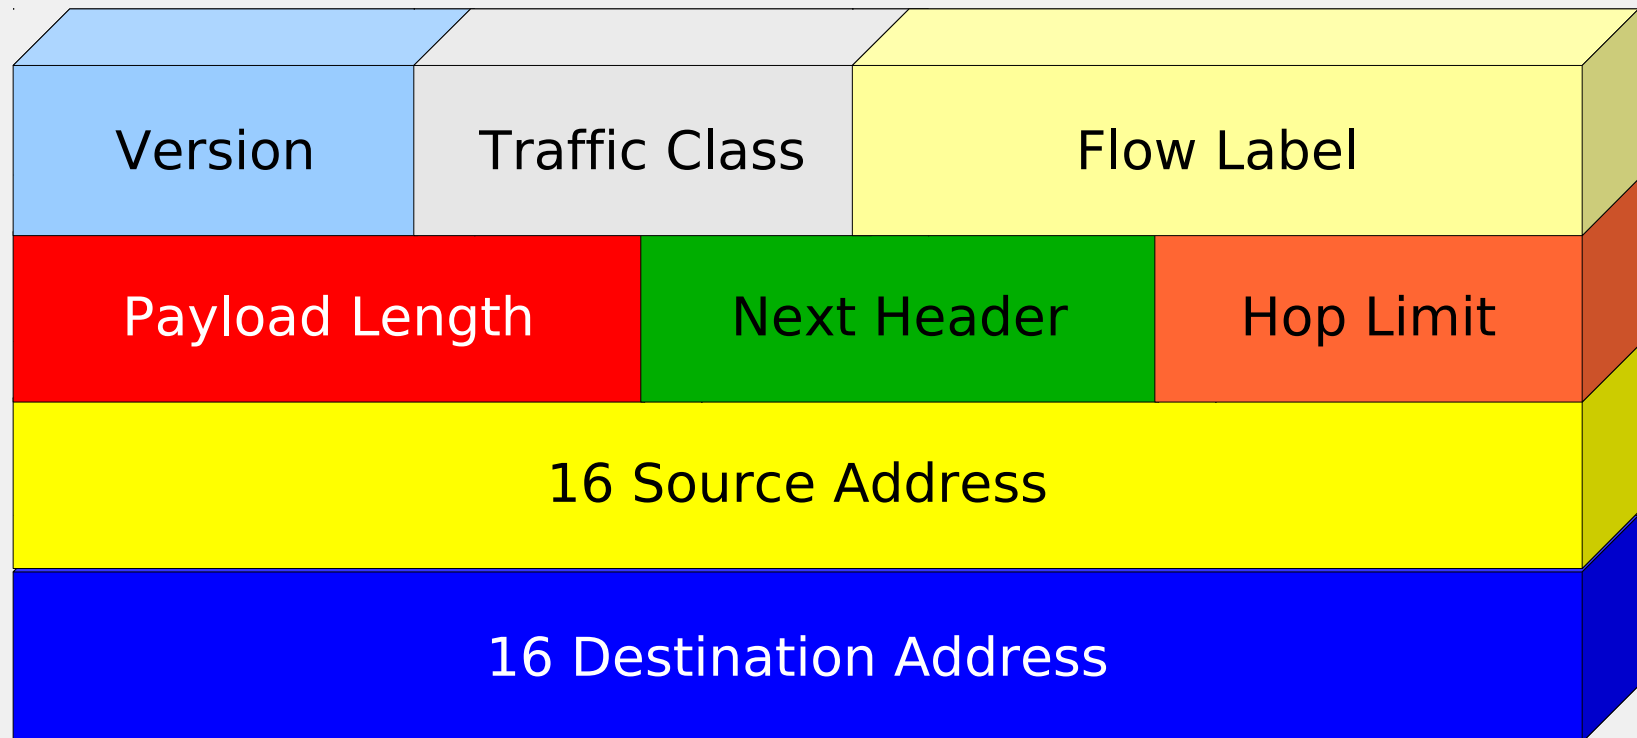 Version Traffic Class Flow Label
Payload Length Next Header Hop Limit
16 Source Address
16 Destination Address